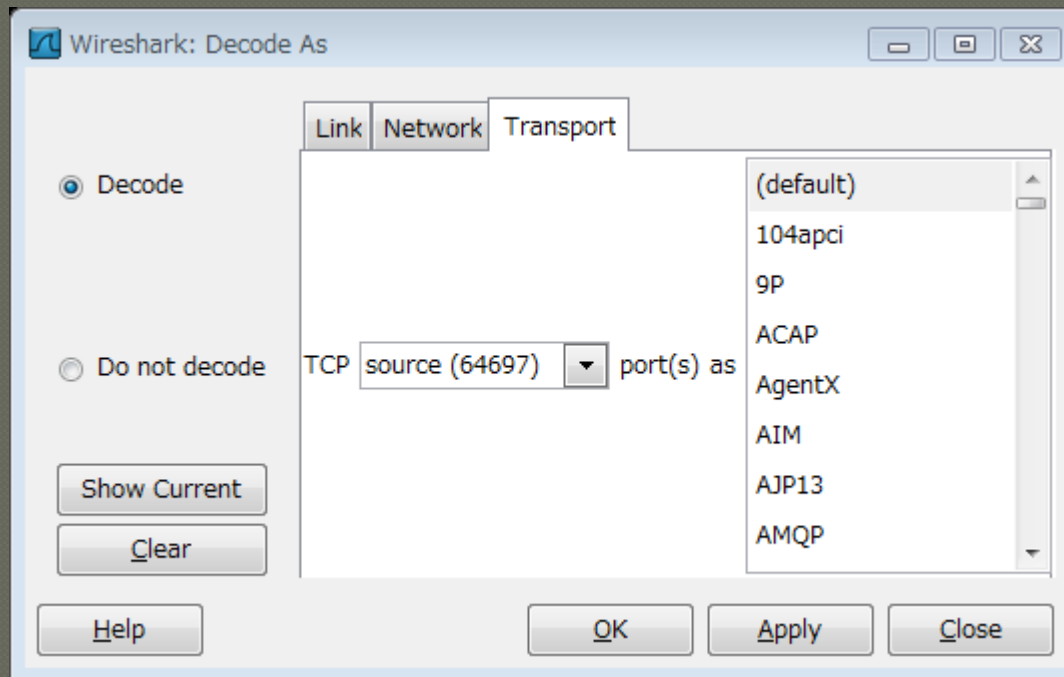 Wireshark: Decode As
Link Network Transport
Decode
Do not decode
TCP source (64697) port(s) as
(default)
104apci
9P
ACAP
AgentX
AIM
AJP13
AMQP
Show Current
Clear
Help OK Apply Close